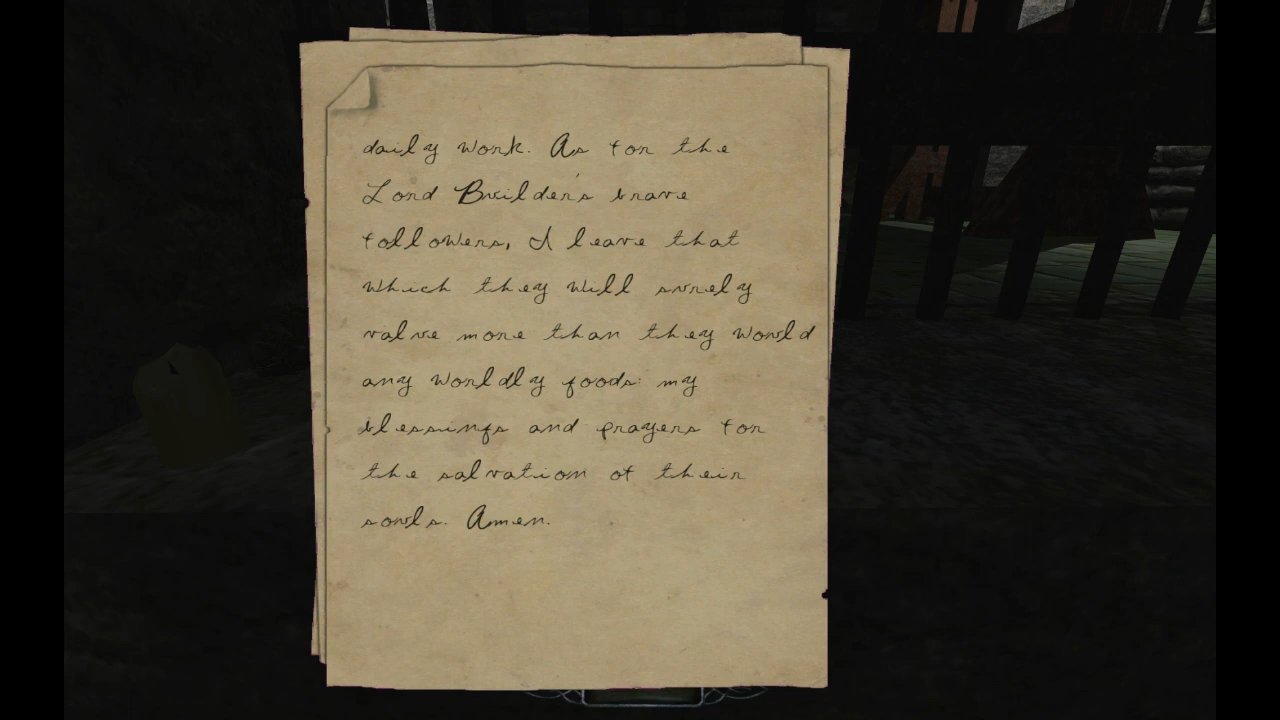 daily work. As for the
Lord Builder's brave
followers, I leave that
which they will surely
value more than they would
any worldly goods: my
blessings and prayers for
the salvation of their
souls. Amen.